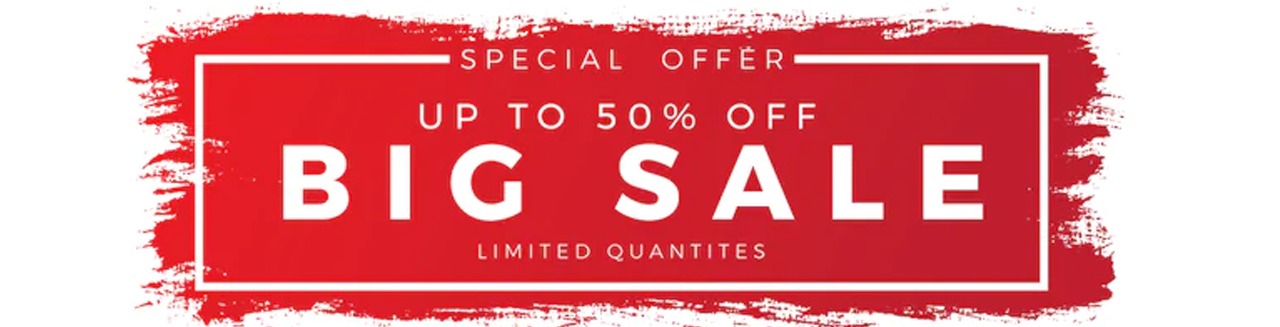 SPECIAL OFFER
UP TO 50% OFF
BIG SALE
LIMITED QUANTITES